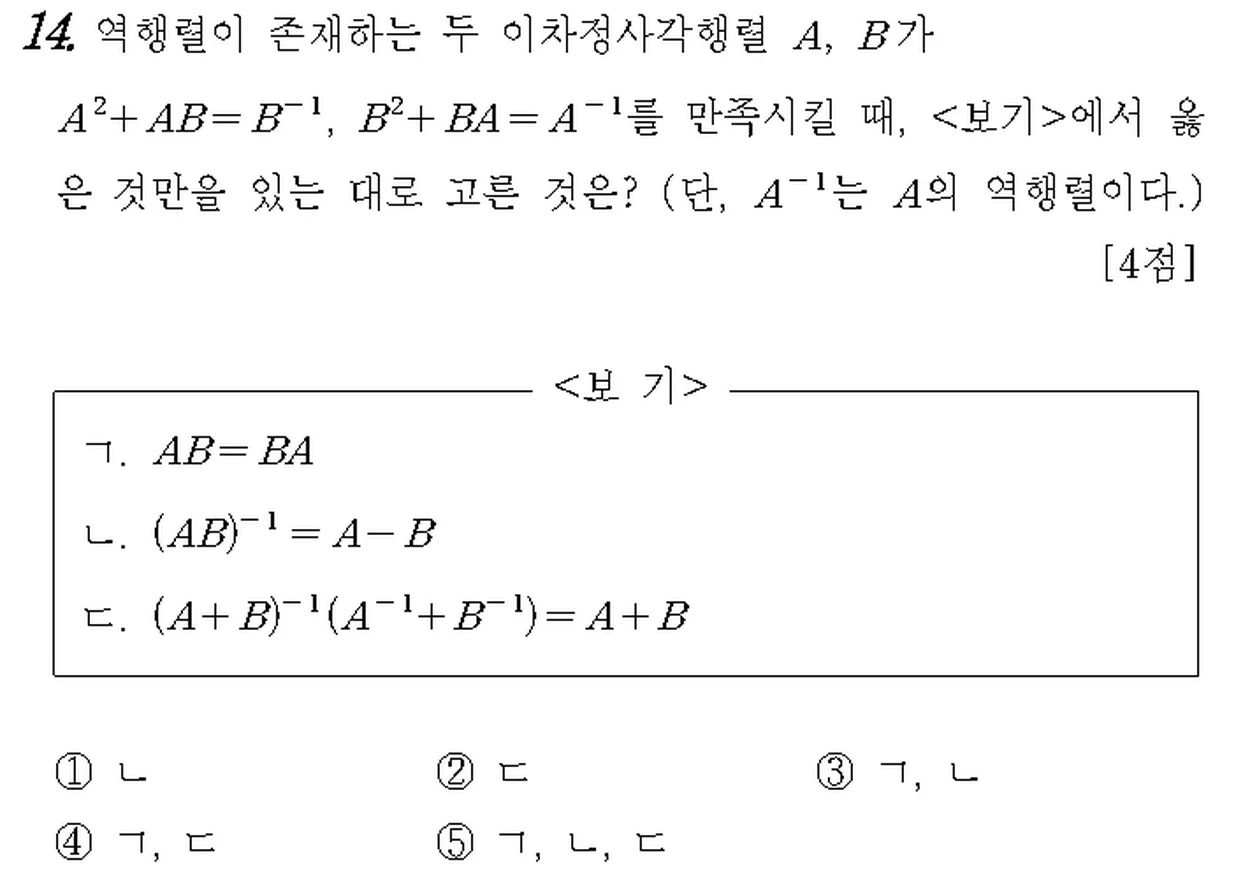 14. 역행렬이 존재하는 두 이차정사각행렬 A, B가
A²+AB=B⁻¹, B²+BA=A⁻¹를 만족시킬 때, <보기>에서 옳
은 것만을 있는 대로 고른 것은? (단, A⁻¹는 A의 역행렬이다.)
[4점]
<보 기>
ㄱ. AB=BA
ㄴ. (AB)⁻¹=A-B
ㄷ. (A+B)⁻¹(A⁻¹+B⁻¹)=A+B
① ㄴ ② ㄷ ③ ㄱ, ㄴ
④ ㄱ, ㄷ ⑤ ㄱ, ㄴ, ㄷ